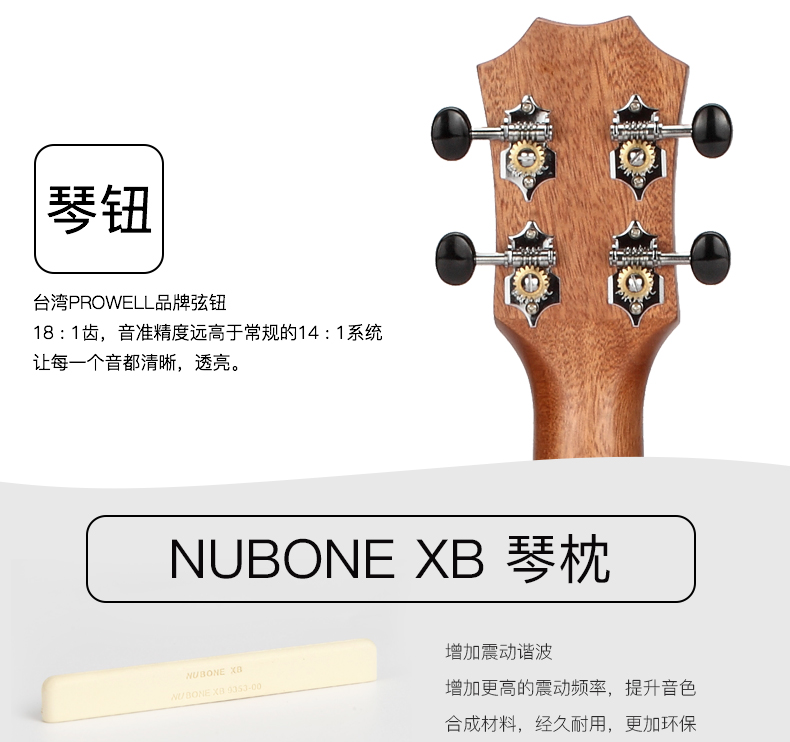 琴钮
台湾PROWELL品牌弦钮
18：1齿，音准精度远高于常规的14：1系统
让每一个音都清晰，透亮。
NUBONE XB 琴枕
NUBONE XB
NUBONE XB 9353-00
增加震动谐波
增加更高的震动频率，提升音色
合成材料，经久耐用，更加环保